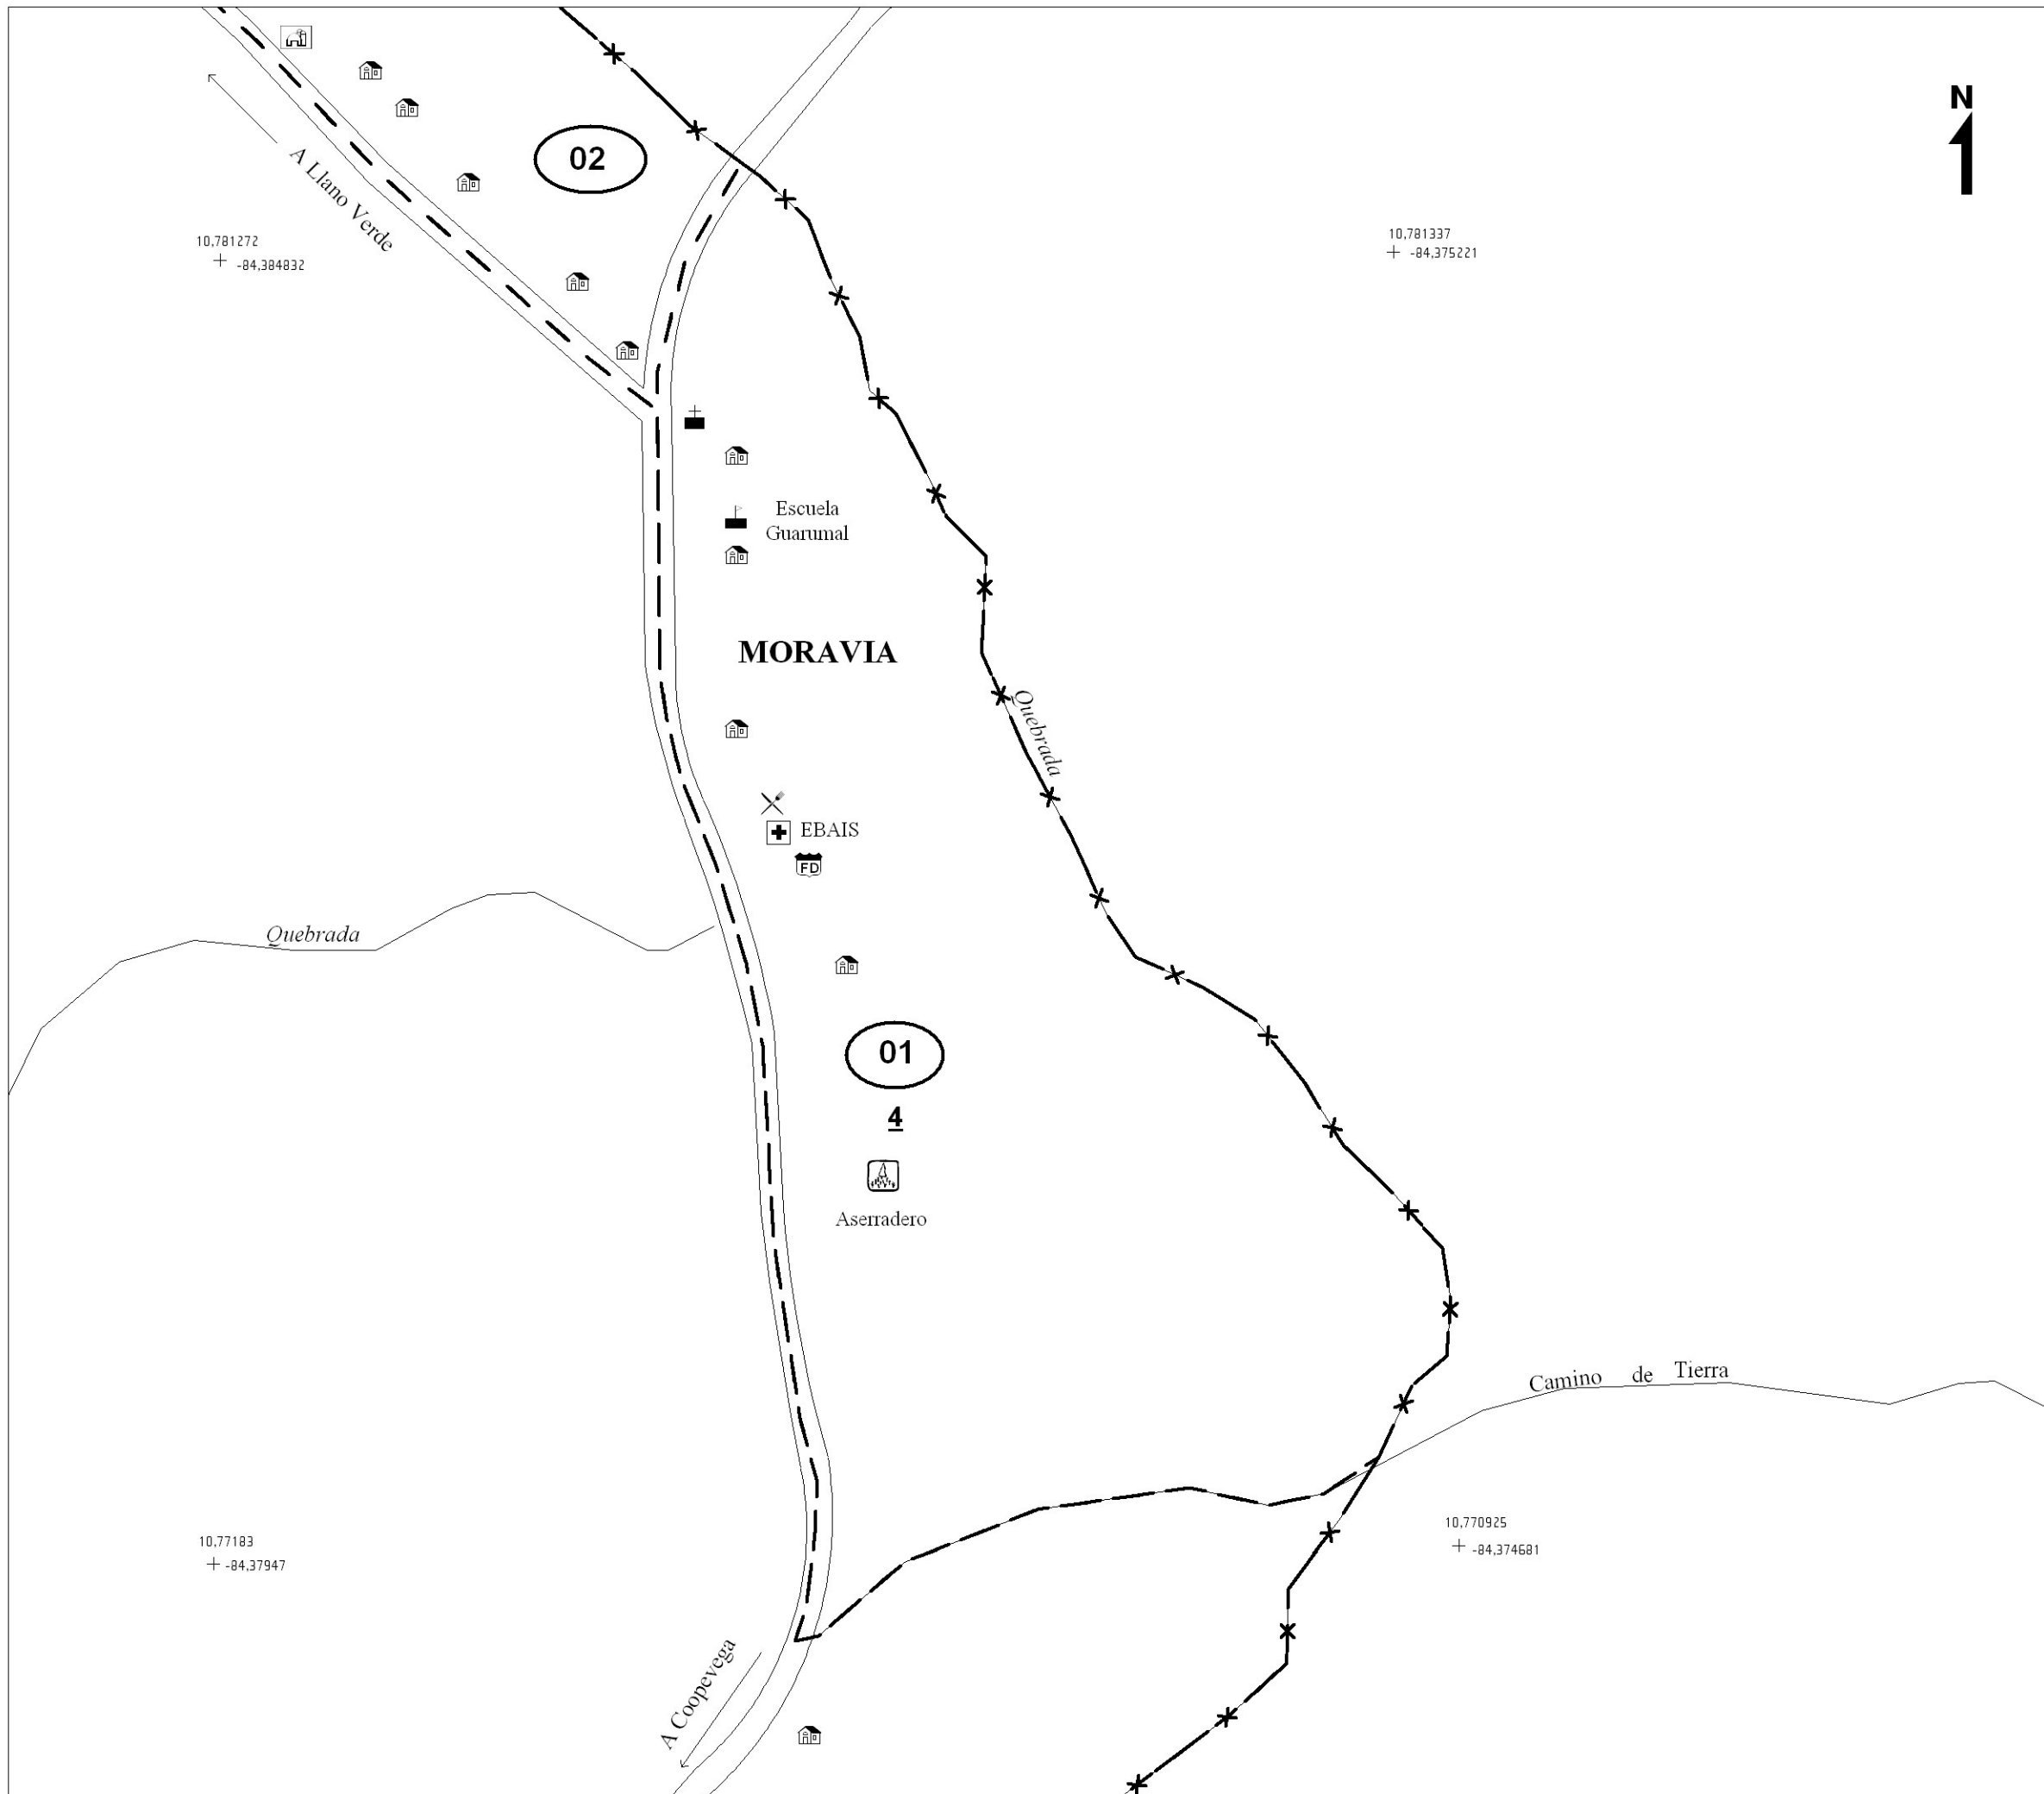 N
02
A Llano Verde
10,781272
-84,384832
10,781337
-84,375221
Escuela
Guarumal
MORAVIA
Quebrada
EBAIS
FD
Quebrada
01
4
Aserradero
Camino de Tierra
10,77183
-84,37947
10,770925
-84,374681
A Coopevega